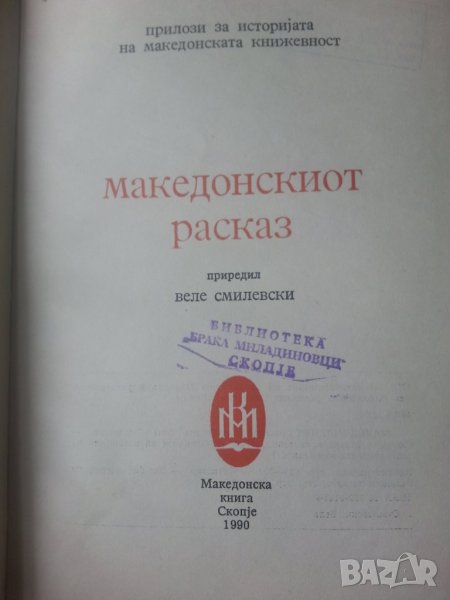 прилози за историјата
на македонската книжевност
македонскиот
расказ
приредил
веле смилевски
БИБЛИОТЕКА
„БРАКА МИЛАДИНОВЦИ“
СКОПЈЕ
Македонска
книга
Скопје
1990
BAZAR